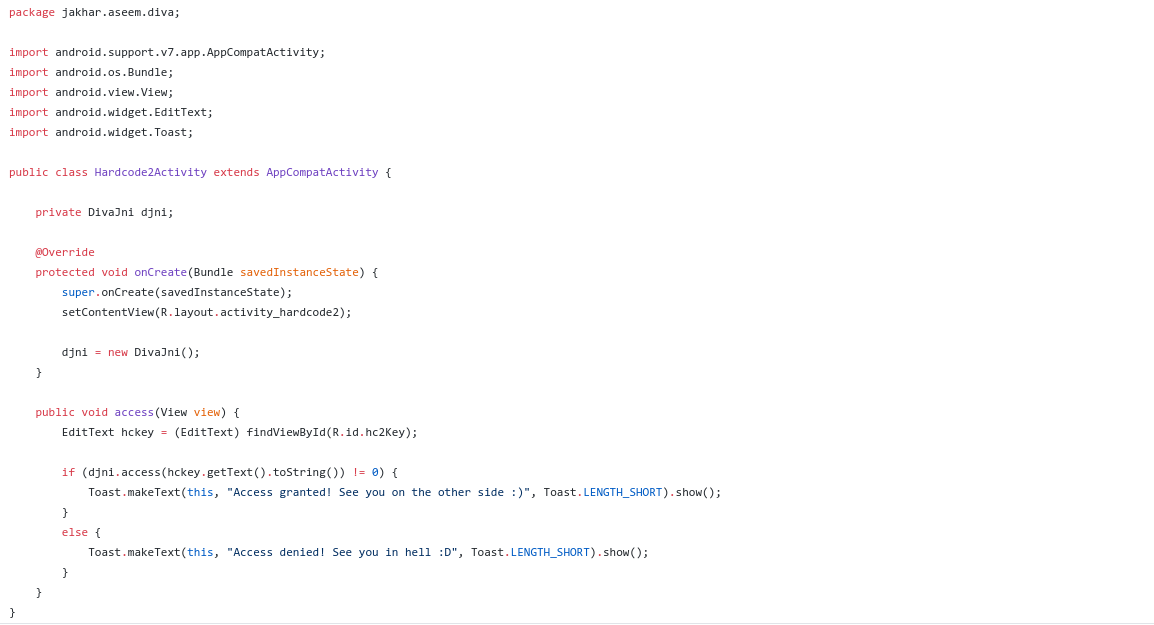 package jakhar.aseem.diva;
import android.support.v7.app.AppCompatActivity;
import android.os.Bundle;
import android.view.View;
import android.widget.EditText;
import android.widget.Toast;
public class Hardcode2Activity extends AppCompatActivity {
    private DivaJni djni;
    @Override
    protected void onCreate(Bundle savedInstanceState) {
        super.onCreate(savedInstanceState);
        setContentView(R.layout.activity_hardcode2);
        djni = new DivaJni();
    }
    public void access(View view) {
        EditText hckey = (EditText) findViewById(R.id.hc2Key);
        if (djni.access(hckey.getText().toString()) != 0) {
            Toast.makeText(this, "Access granted! See you on the other side :)", Toast.LENGTH_SHORT).show();
        }
        else {
            Toast.makeText(this, "Access denied! See you in hell :D", Toast.LENGTH_SHORT).show();
        }
    }
}